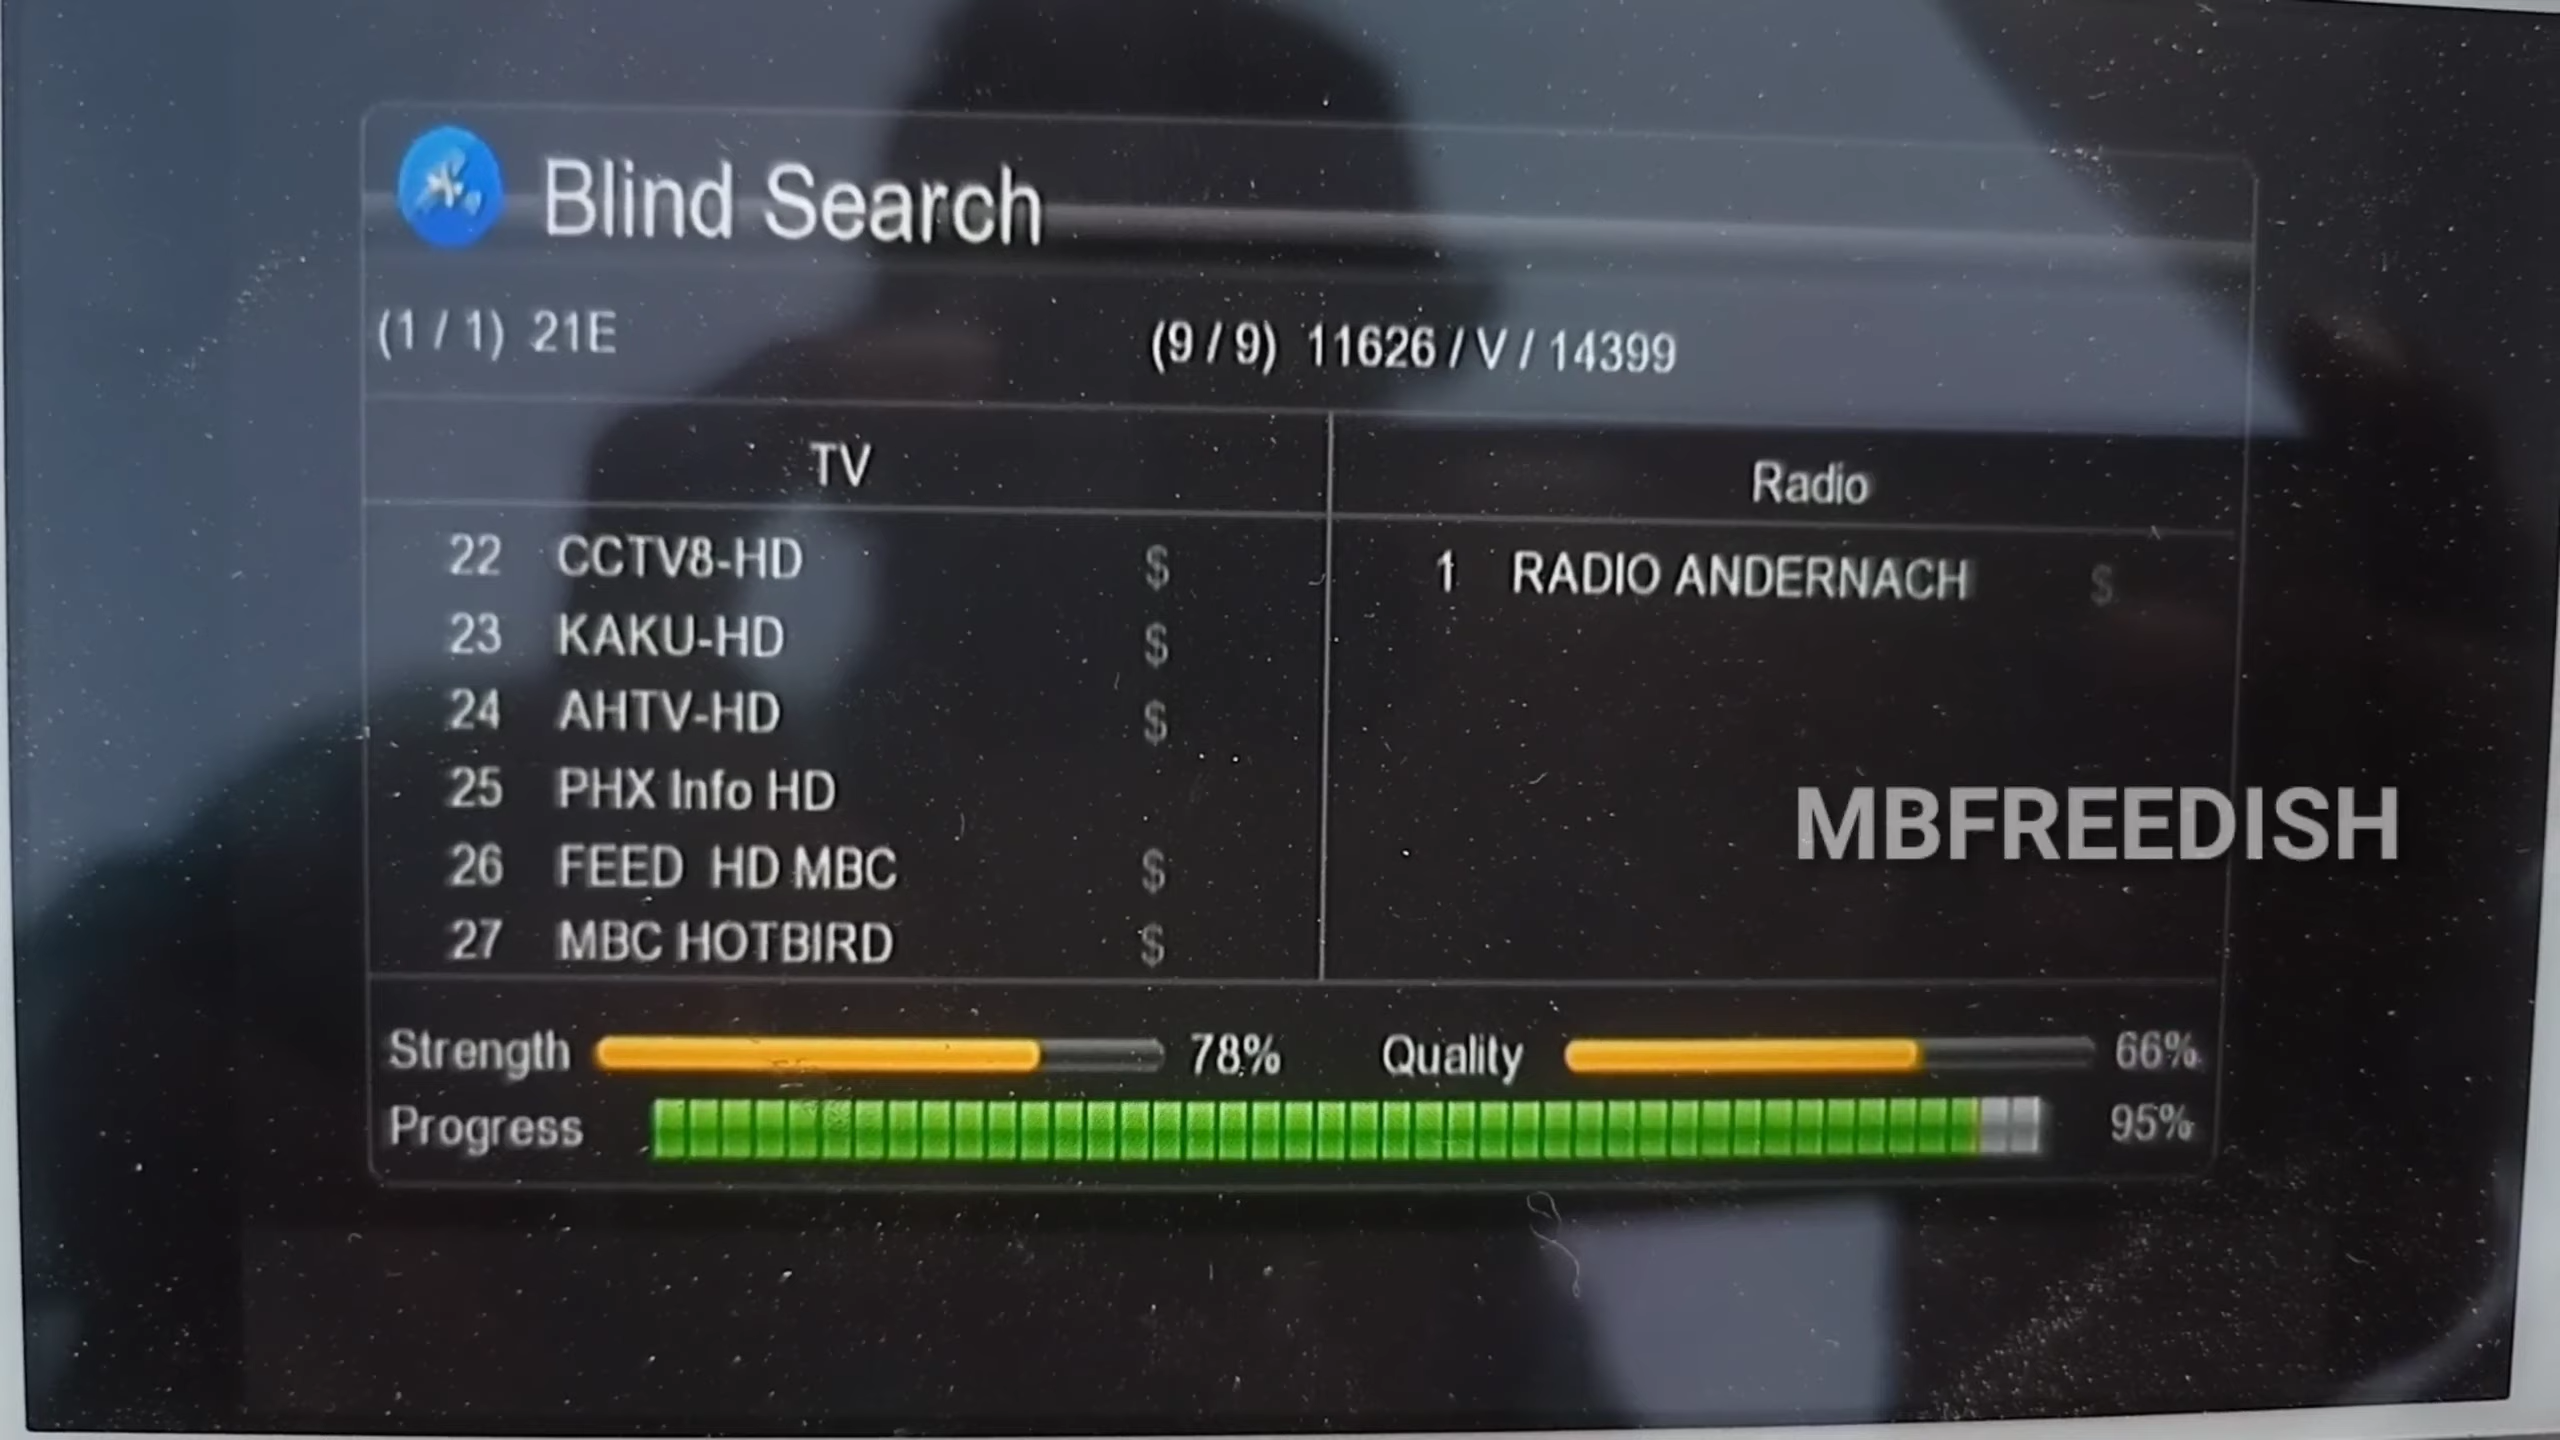 Blind Search
(1 / 1) 21E
(9 / 9) 11626 / V / 14399
TV
Radio
22 CCTV8-HD $
23 KAKU-HD $
24 AHTV-HD $
25 PHX Info HD
26 FEED HD MBC $
27 MBC HOTBIRD $
1 RADIO ANDERNACH $
MBFREEDISH
Strength 78% Quality 66%
Progress 95%